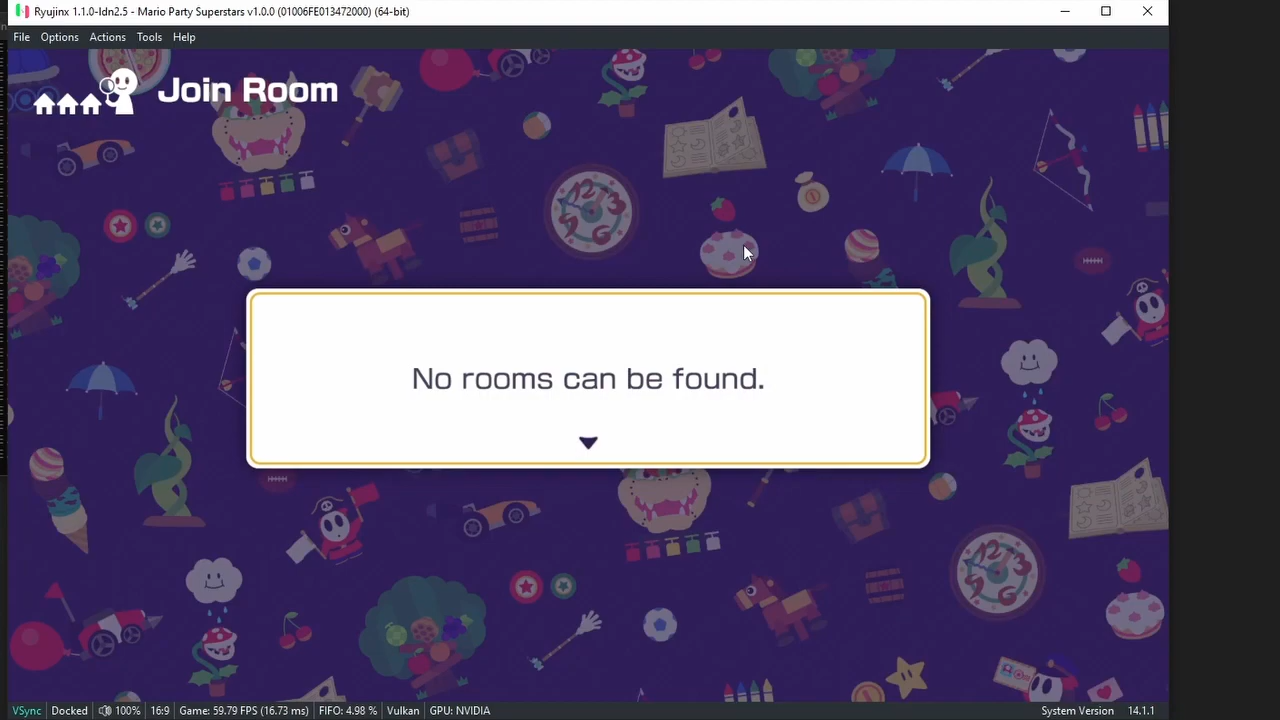 Ryujinx 1.1.0-ldn2.5 - Mario Party Superstars v1.0.0 (01006FE013472000) (64-bit)
File Options Actions Tools Help
Join Room
No rooms can be found.
VSync Docked 100% 16:9 Game: 59.79 FPS (16.73 ms) FIFO: 4.98 % Vulkan GPU: NVIDIA System Version 14.1.1